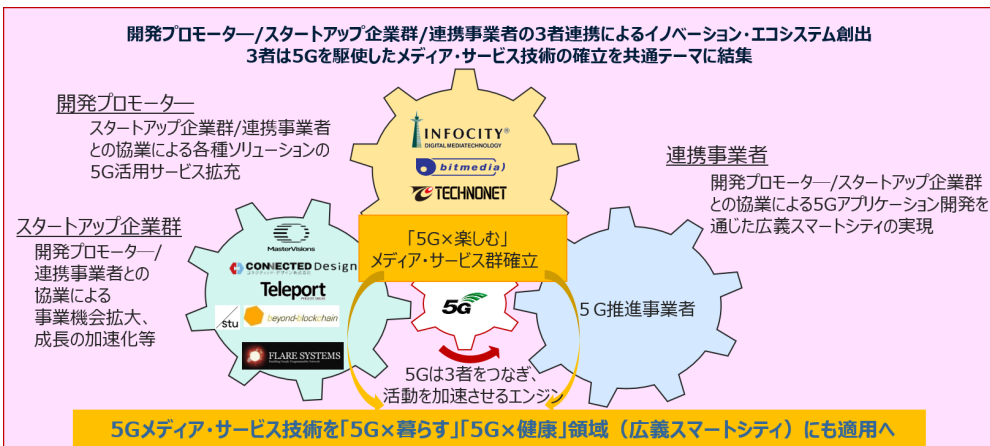 開発プロモーター/スタートアップ企業群/連携事業者の3者連携によるイノベーション・エコシステム創出
3者は5Gを駆使したメディア・サービス技術の確立を共通テーマに結集
開発プロモーター
スタートアップ企業群/連携事業者
との協業による各種ソリューションの
5G活用サービス拡充
INFOCITY®
DIGITAL MEDIATECHNOLOGY
bitmedia
TECHNONET
連携事業者
開発プロモーター/スタートアップ企業群
との協業による5Gアプリケーション開発を
通じた広義スマートシティの実現
スタートアップ企業群
開発プロモーター/
連携事業者との
協業による
事業機会拡大、
成長の加速化等
MasterVisions
CONNECTED Design
コネクティッド・デザイン株式会社
Teleport
stu
beyond-blockchain
FLARE SYSTEMS
「5G×楽しむ」
メディア・サービス群確立
5G
5G推進事業者
5Gは3者をつなぎ、
活動を加速させるエンジン
5Gメディア・サービス技術を「5G×暮らす」「5G×健康」領域（広義スマートシティ）にも適用へ